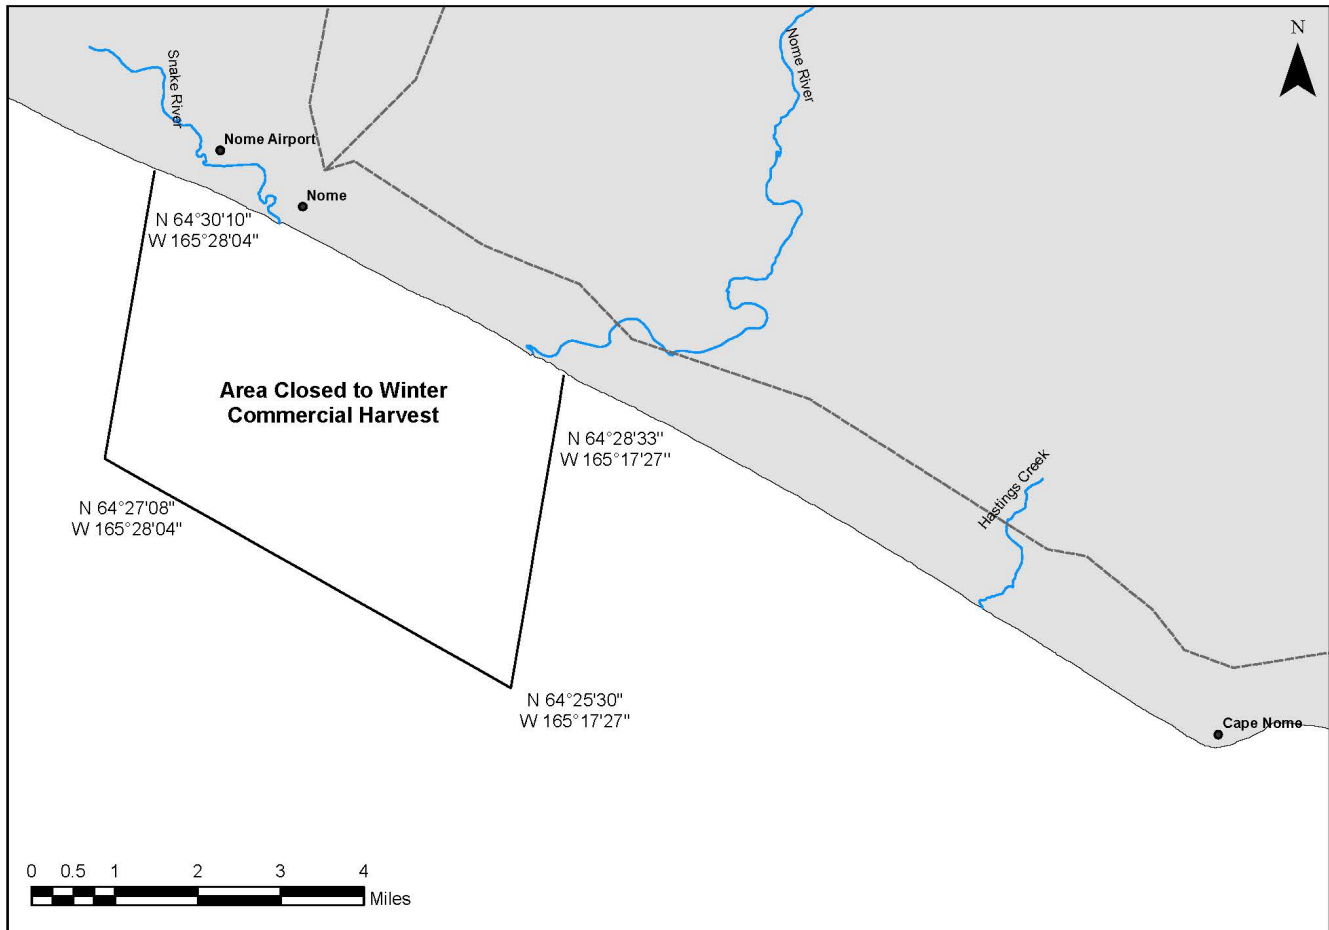 N
Snake River
Nome River
Nome Airport
Nome
N 64°30'10"
W 165°28'04"
Area Closed to Winter
Commercial Harvest
N 64°28'33"
W 165°17'27"
Hastings Creek
N 64°27'08"
W 165°28'04"
N 64°25'30"
W 165°17'27"
Cape Nome
0 0.5 1 2 3 4
Miles